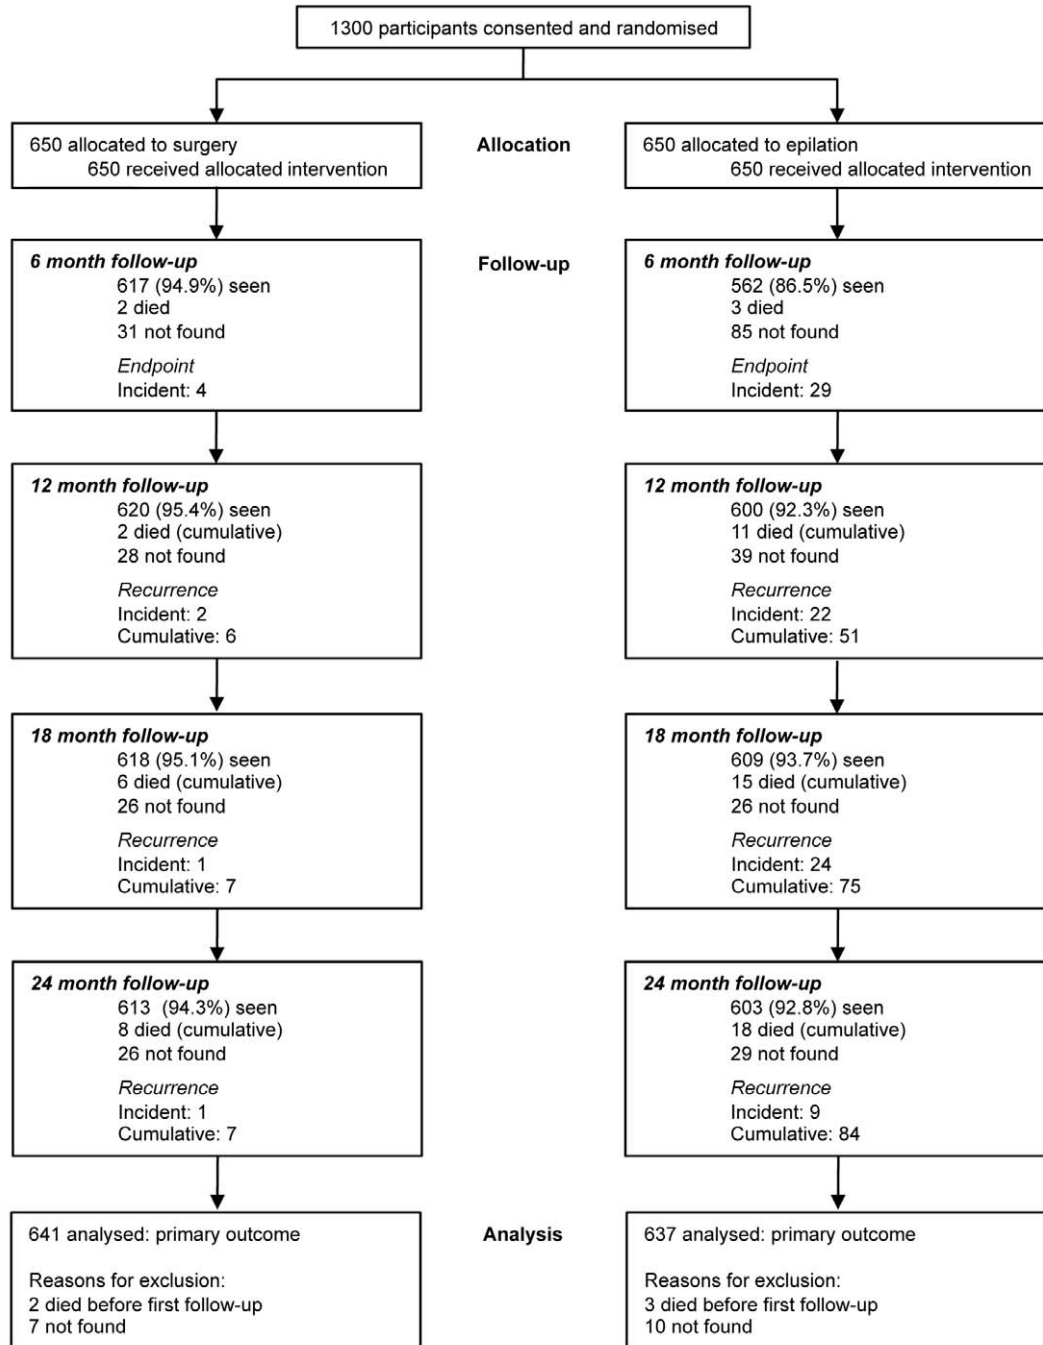 1300 participants consented and randomised
650 allocated to surgery
650 received allocated intervention
Allocation
650 allocated to epilation
650 received allocated intervention
6 month follow-up
617 (94.9%) seen
2 died
31 not found
Endpoint
Incident: 4
Follow-up
6 month follow-up
562 (86.5%) seen
3 died
85 not found
Endpoint
Incident: 29
12 month follow-up
620 (95.4%) seen
2 died (cumulative)
28 not found
Recurrence
Incident: 2
Cumulative: 6
12 month follow-up
600 (92.3%) seen
11 died (cumulative)
39 not found
Recurrence
Incident: 22
Cumulative: 51
18 month follow-up
618 (95.1%) seen
6 died (cumulative)
26 not found
Recurrence
Incident: 1
Cumulative: 7
18 month follow-up
609 (93.7%) seen
15 died (cumulative)
26 not found
Recurrence
Incident: 24
Cumulative: 75
24 month follow-up
613 (94.3%) seen
8 died (cumulative)
26 not found
Recurrence
Incident: 1
Cumulative: 7
24 month follow-up
603 (92.8%) seen
18 died (cumulative)
29 not found
Recurrence
Incident: 9
Cumulative: 84
641 analysed: primary outcome
Reasons for exclusion:
2 died before first follow-up
7 not found
Analysis
637 analysed: primary outcome
Reasons for exclusion:
3 died before first follow-up
10 not found